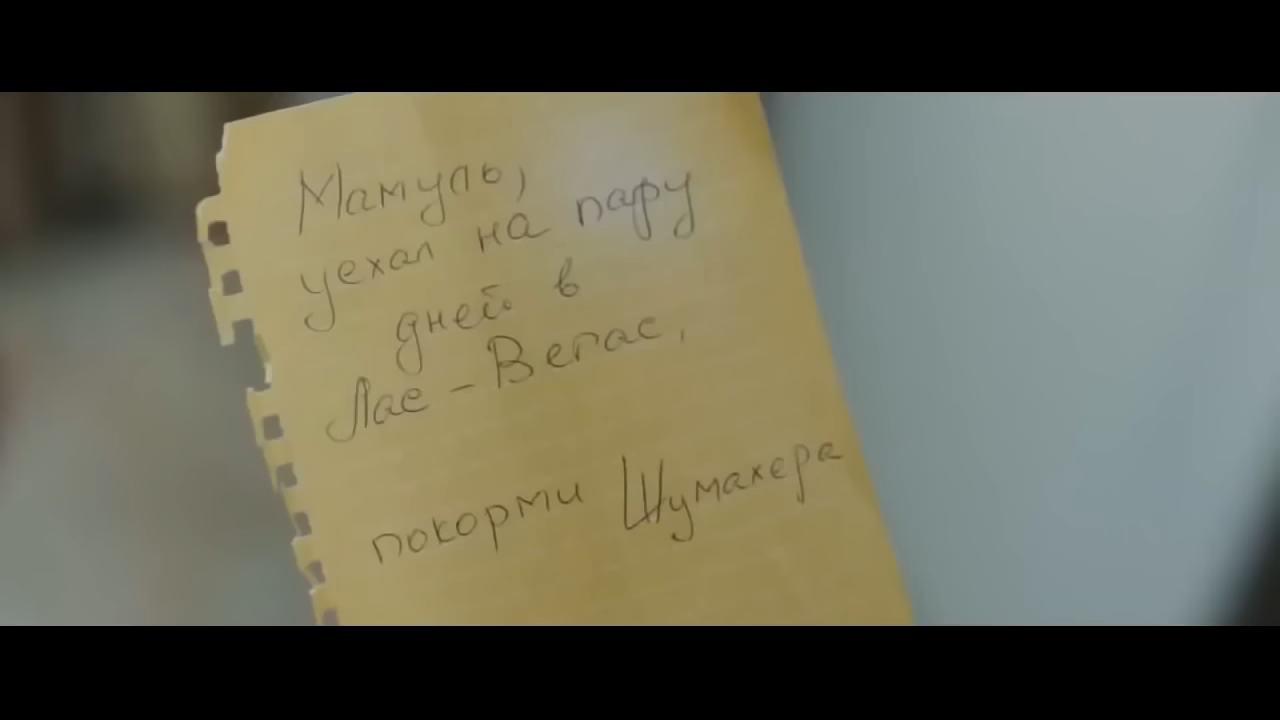 Мамуль,
уехал на пару
дней в
Лас-Вегас,
покорми Шумахера